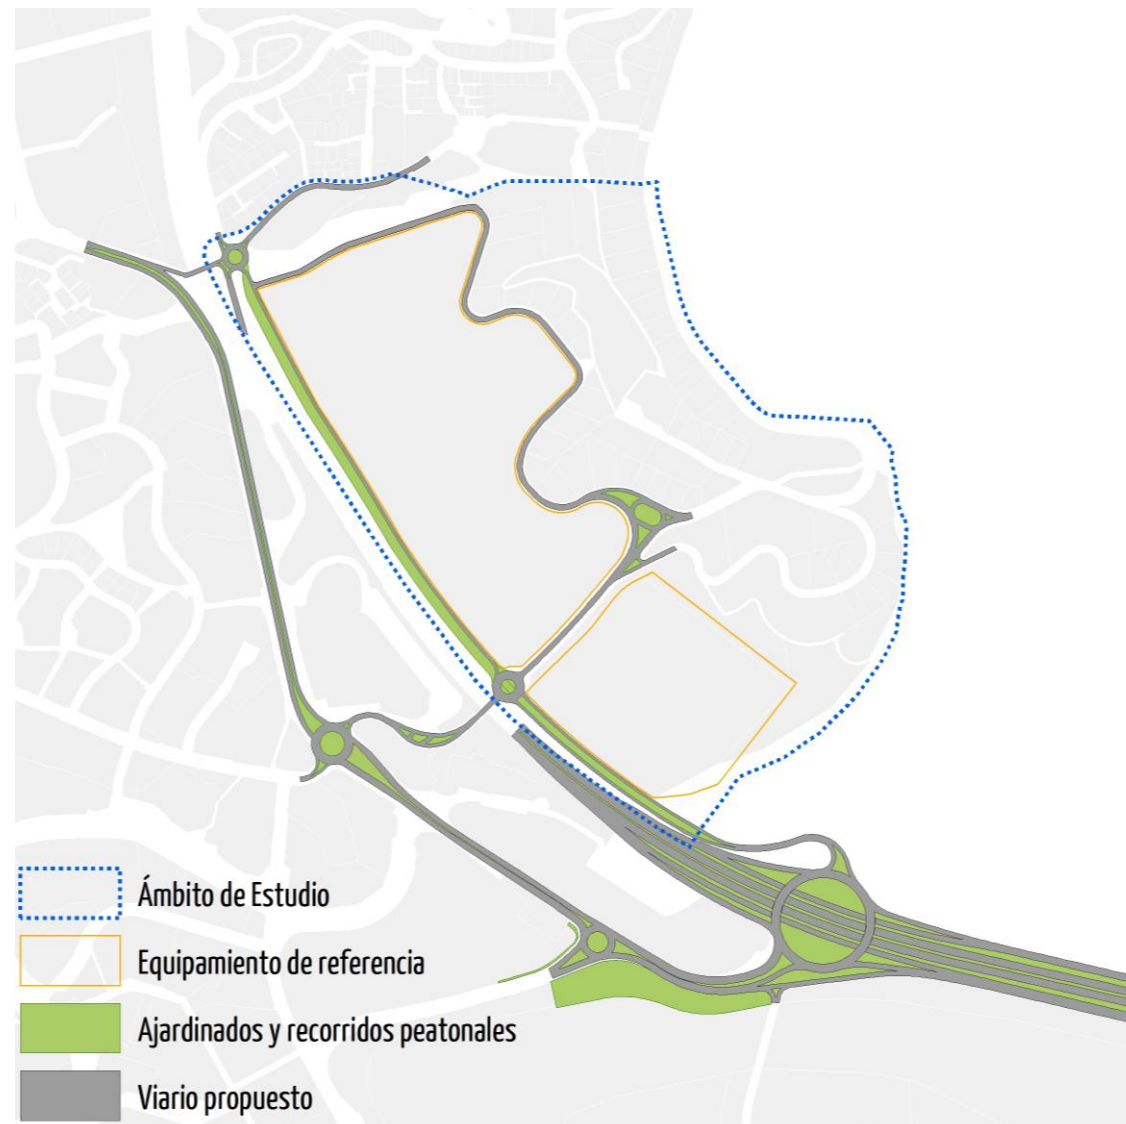 Ámbito de Estudio
Equipamiento de referencia
Ajardinados y recorridos peatonales
Viario propuesto